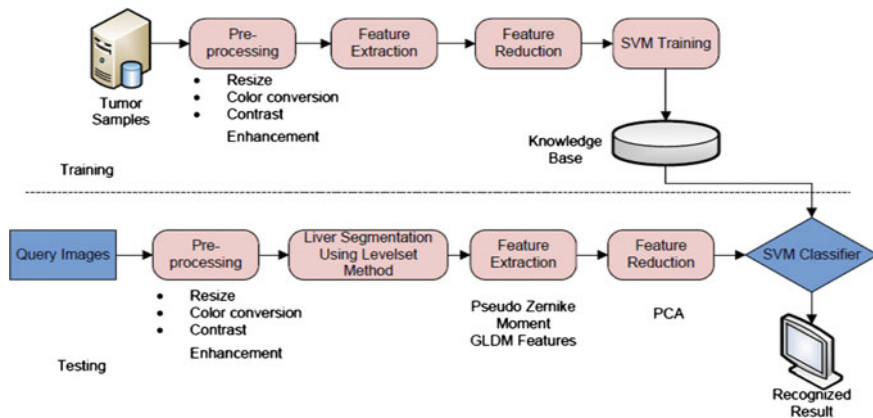 Pre-
processing
Feature
Extraction
Feature
Reduction
SVM Training
Tumor
Samples
• Resize
• Color conversion
• Contrast
Enhancement
Knowledge
Base
Training
Query Images
Pre-
processing
Liver Segmentation
Using Levelset
Method
Feature
Extraction
Feature
Reduction
SVM Classifier
• Resize
• Color conversion
• Contrast
Enhancement
Pseudo Zernike
Moment
GLDM Features
PCA
Testing
Recognized
Result